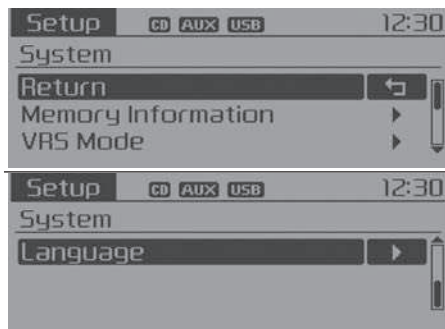 Setup CD AUX USB 12:30
System
Return
Memory Information
VRS Mode
Setup CD AUX USB 12:30
System
Language